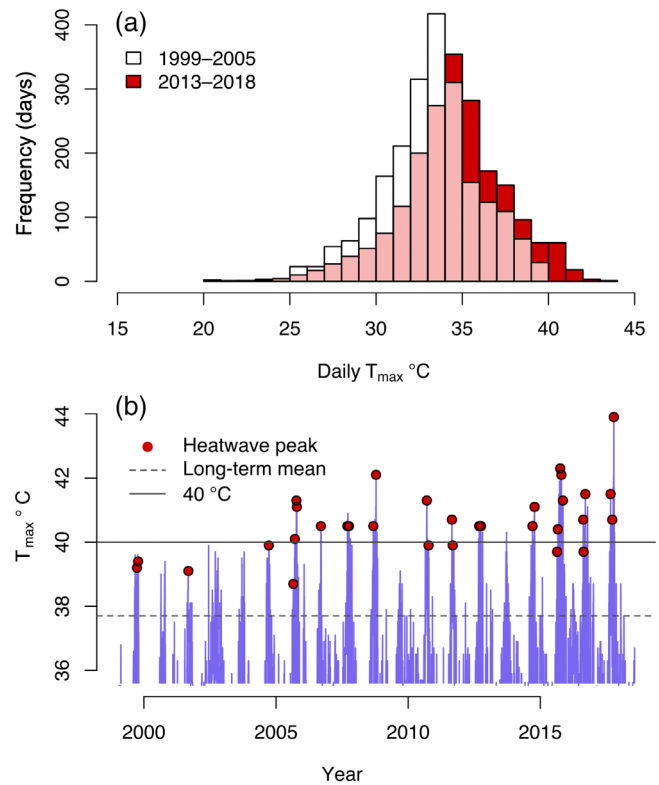 (a)
1999–2005
2013–2018
Frequency (days)
400
300
200
100
0
15 20 25 30 35 40 45
Daily Tmax °C
(b)
Heatwave peak
Long-term mean
40 °C
Tmax ° C
44
42
40
38
36
2000 2005 2010 2015
Year